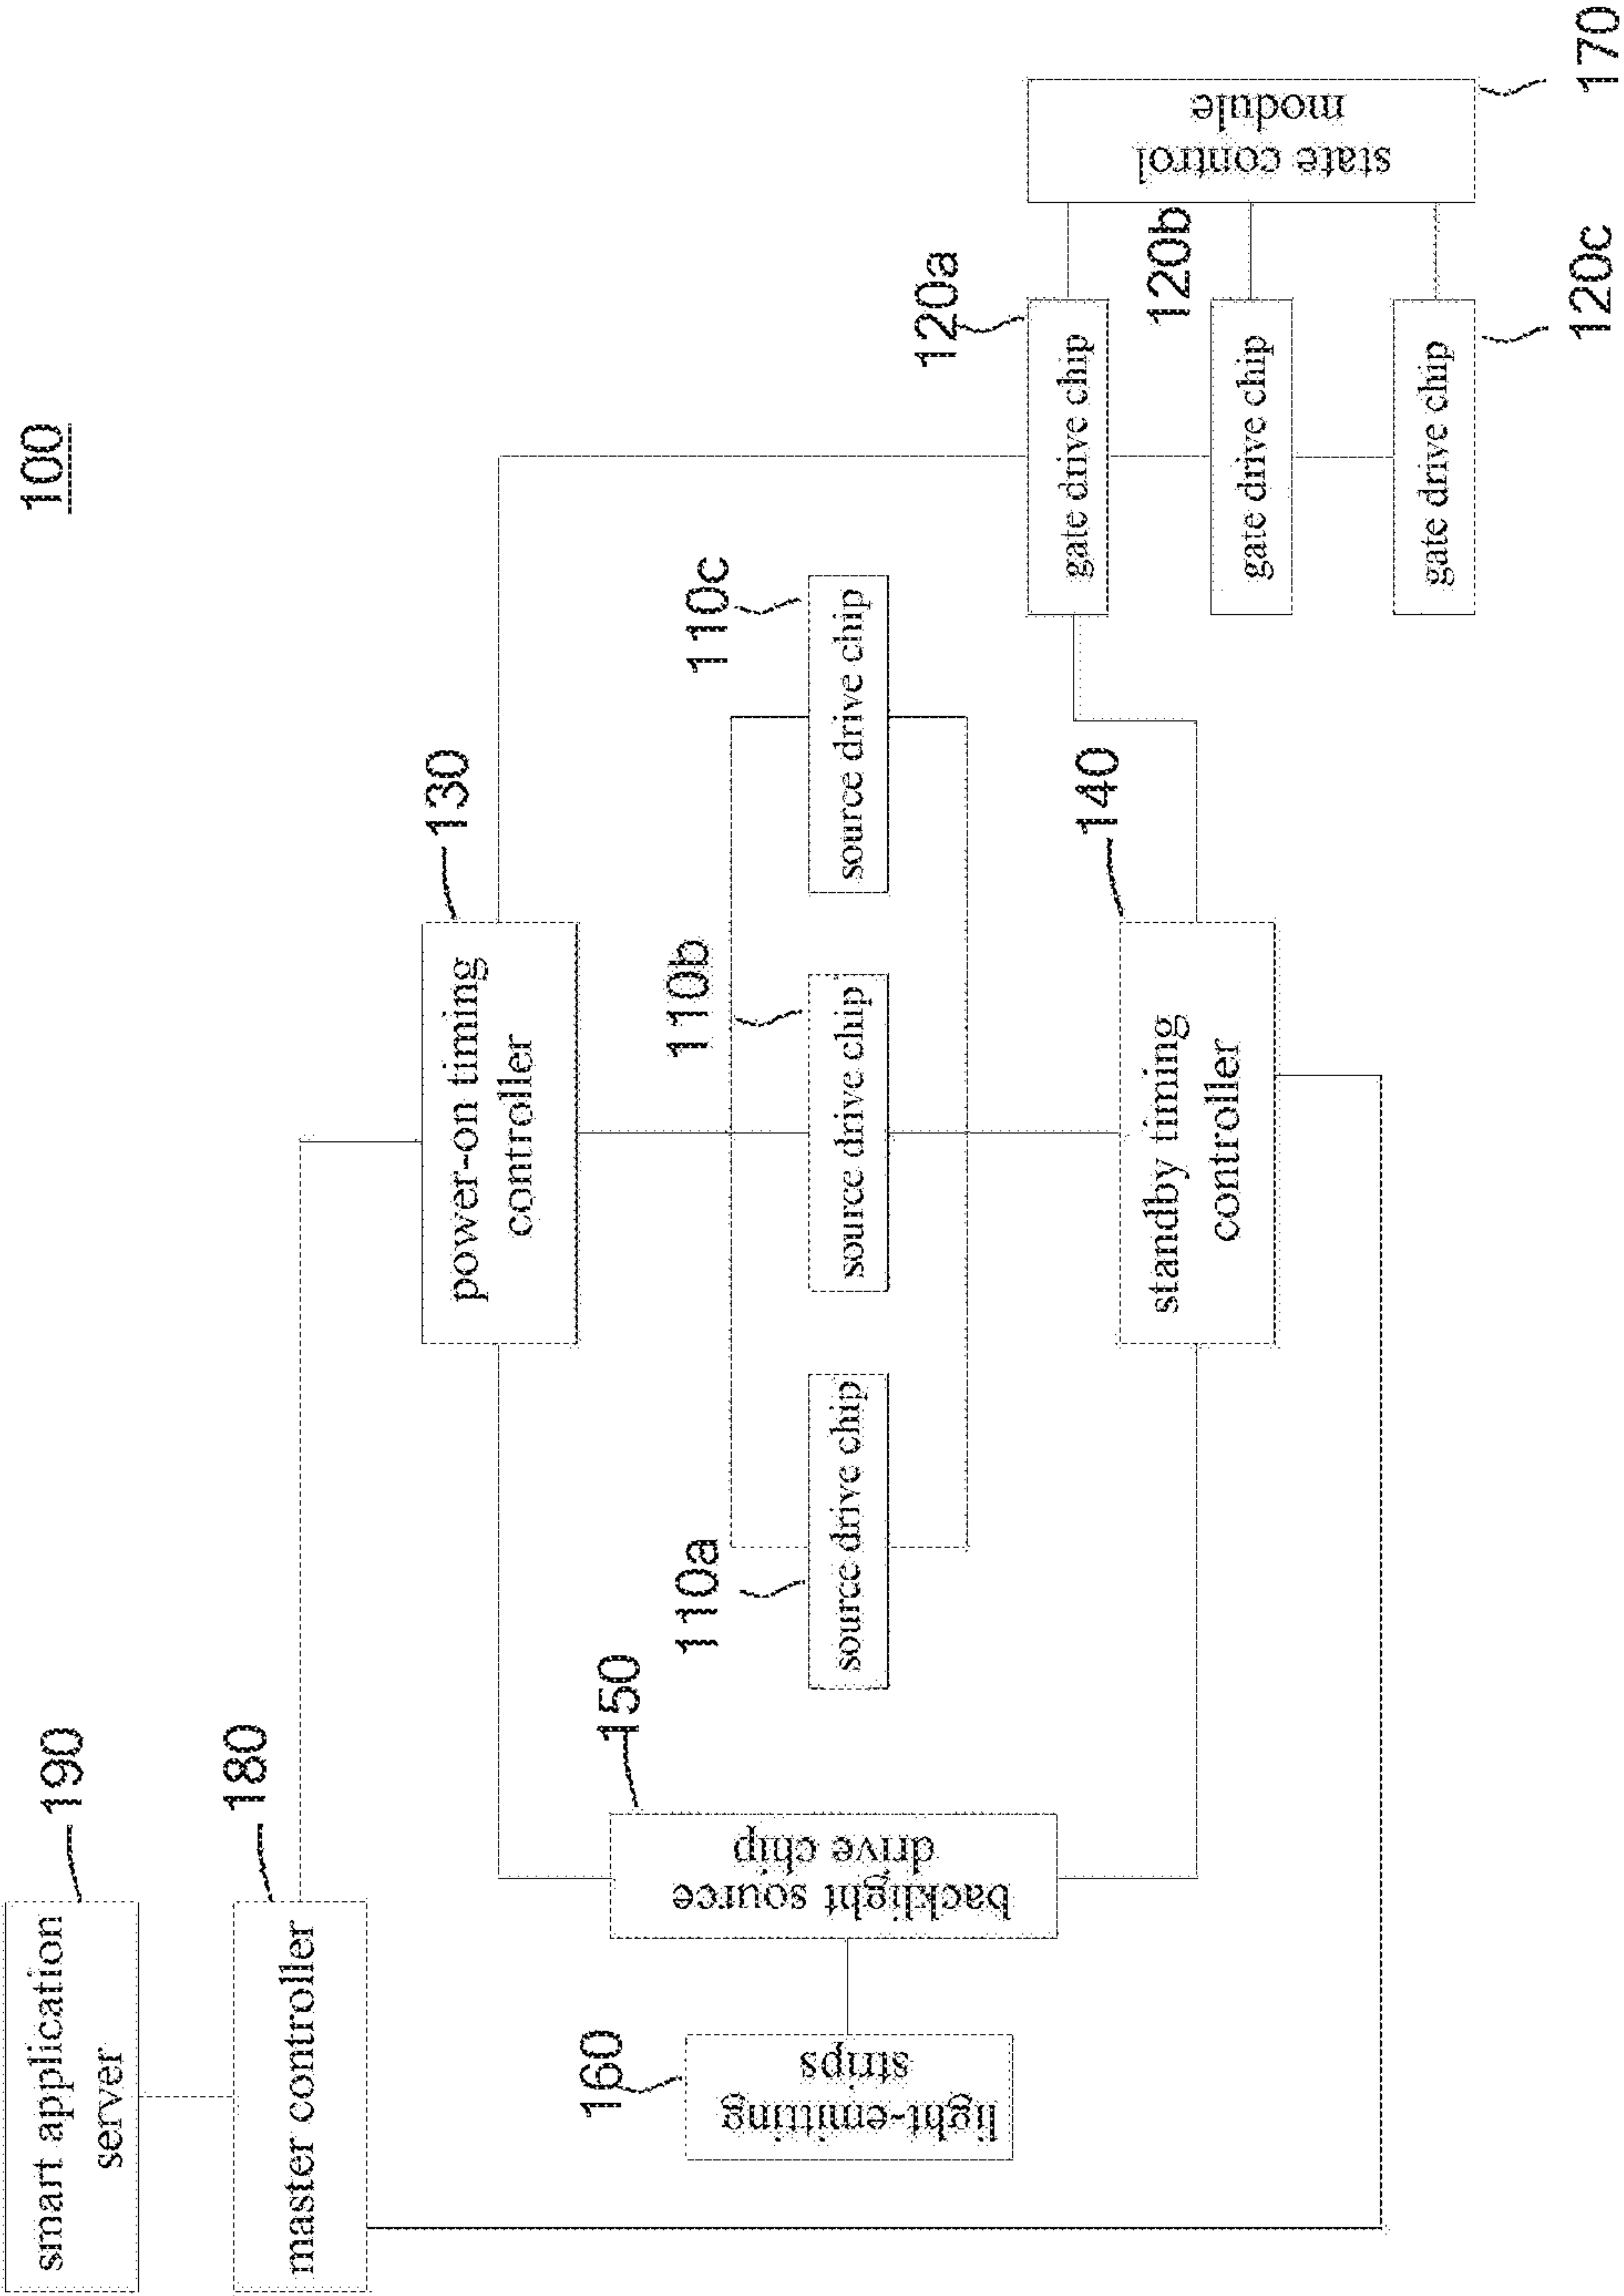 100
smart application
server
190
master controller
180
power-on timing
controller
130
light-emitting
strips
160
backlight source
drive chip
150
source drive chip
110a
source drive chip
110b
source drive chip
110c
standby timing
controller
140
gate drive chip
120a
gate drive chip
120b
gate drive chip
120c
state control
module
170